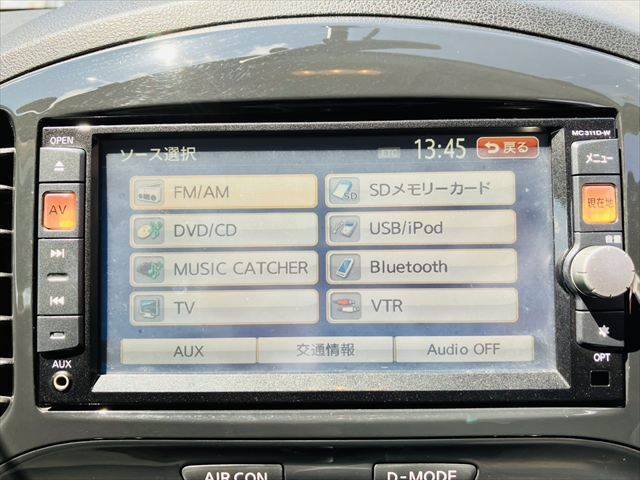 OPEN
MC311D-W
ソース選択
ETC
13:45
戻る
メニュー
AV
現在地
FM/AM
SDメモリーカード
SD
DVD/CD
USB/iPod
音量
MUSIC CATCHER
Bluetooth
TV
VTR
AUX
交通情報
Audio OFF
AUX
OPT
AIR CON
D-MODE